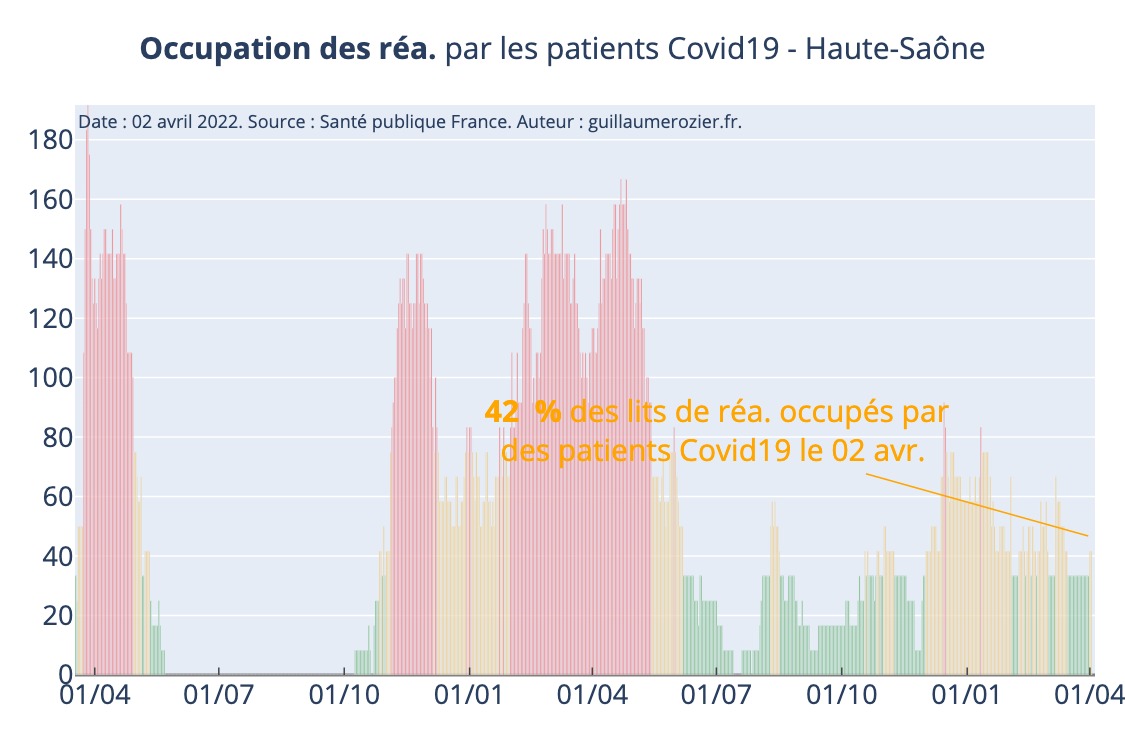 Occupation des réa. par les patients Covid19 - Haute-Saône
Date : 02 avril 2022. Source : Santé publique France. Auteur : guillaumerozier.fr.
180
160
140
120
100
80
60
40
20
0
42 % des lits de réa. occupés par
des patients Covid19 le 02 avr.
01/04 01/07 01/10 01/01 01/04 01/07 01/10 01/01 01/04